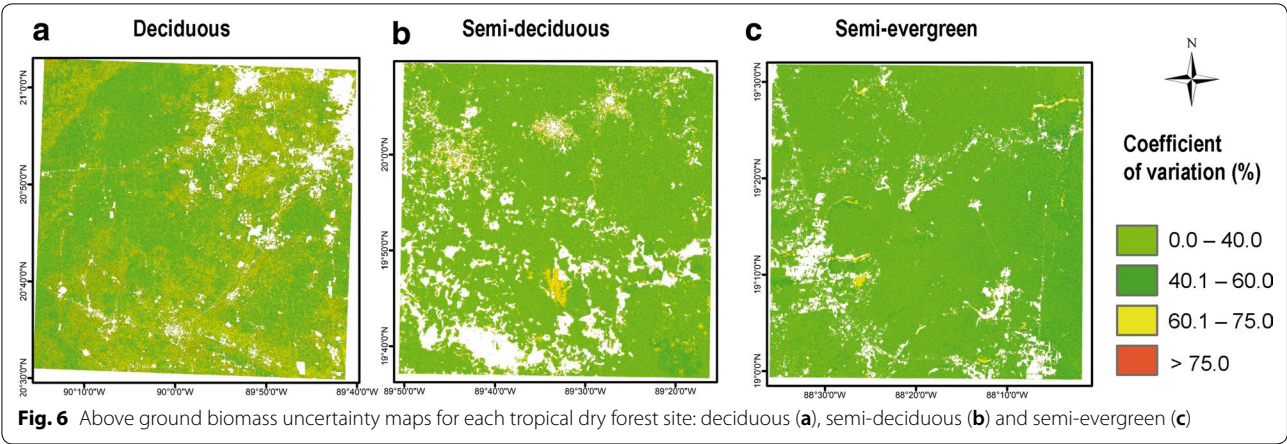 a Deciduous
b Semi-deciduous
c Semi-evergreen
N
21°0'0"N
20°50'0"N
20°40'0"N
20°30'0"N
90°10'0"W 90°0'0"W 89°50'0"W 89°40'0"W
20°0'0"N
19°50'0"N
19°40'0"N
89°50'0"W 89°40'0"W 89°30'0"W 89°20'0"W
19°30'0"N
19°20'0"N
19°10'0"N
19°0'0"N
88°30'0"W 88°20'0"W 88°10'0"W
Coefficient
of variation (%)
0.0 – 40.0
40.1 – 60.0
60.1 – 75.0
> 75.0
Fig. 6 Above ground biomass uncertainty maps for each tropical dry forest site: deciduous (a), semi-deciduous (b) and semi-evergreen (c)